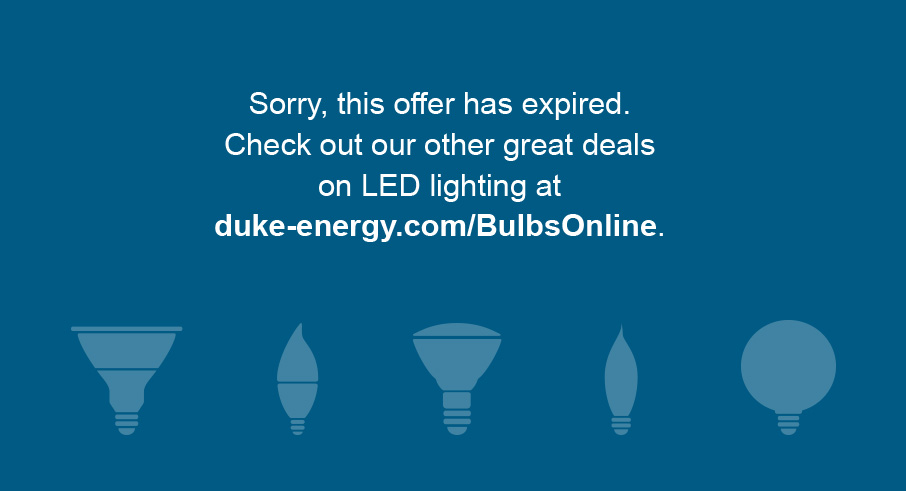 Sorry, this offer has expired.
Check out our other great deals
on LED lighting at
duke-energy.com/BulbsOnline.